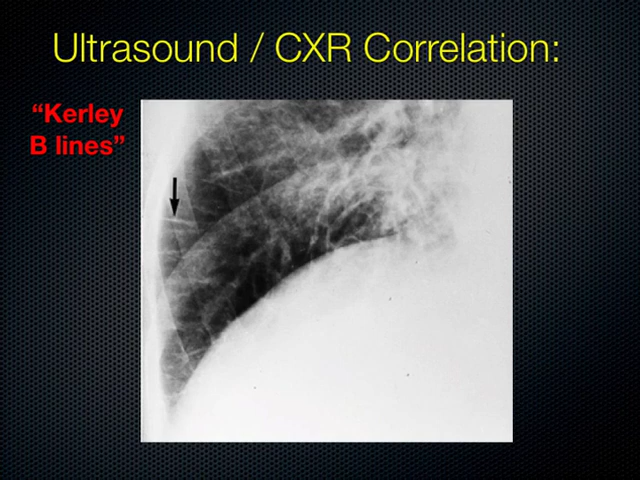 Ultrasound / CXR Correlation:
“Kerley
B lines”